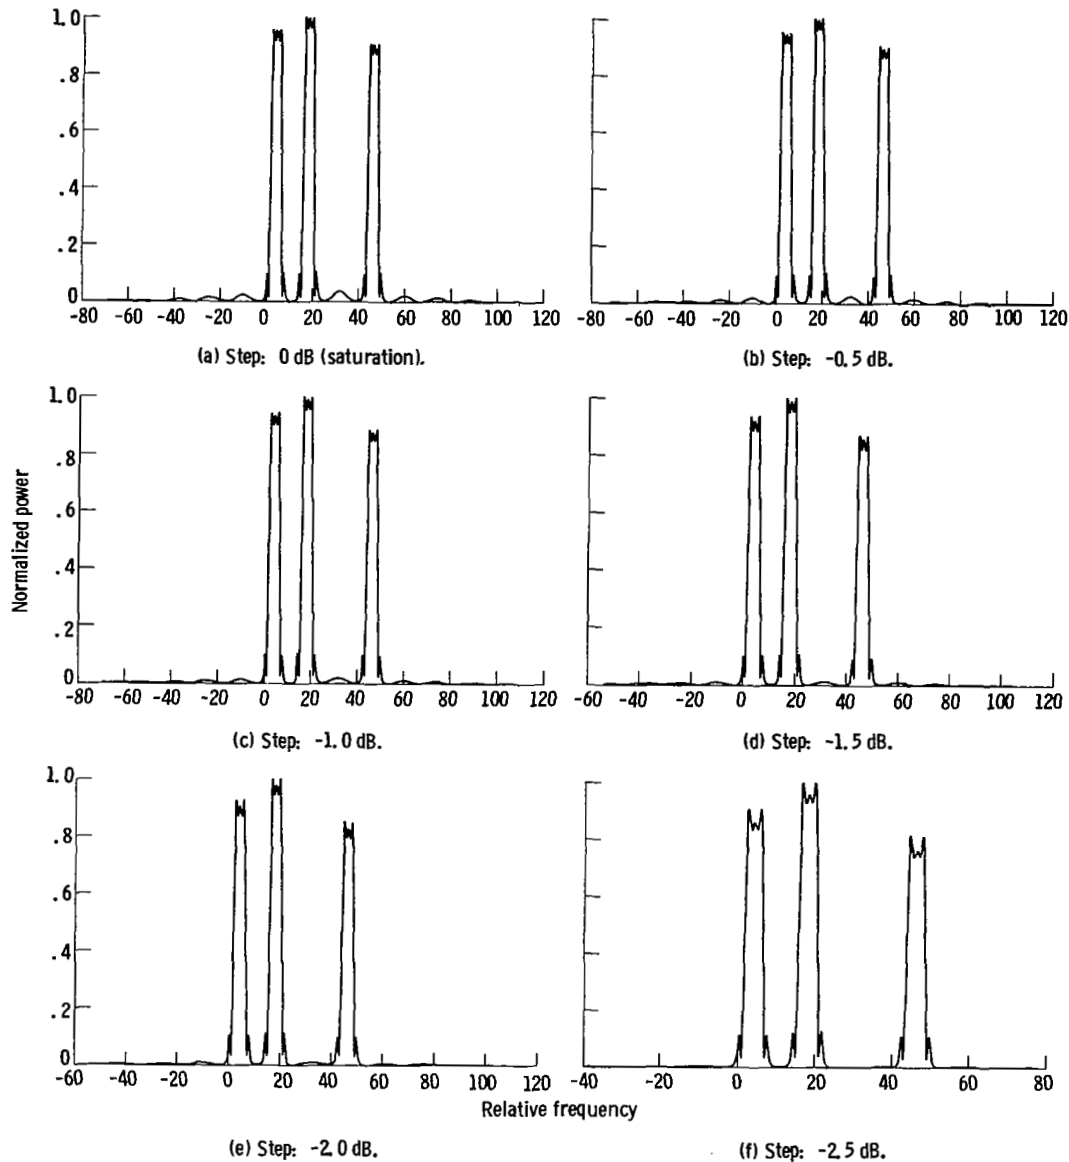 1.0
.8
.6
.4
.2
0
-80 -60 -40 -20 0 20 40 60 80 100 120
(a) Step: 0 dB (saturation).
-80 -60 -40 -20 0 20 40 60 80 100 120
(b) Step: -0.5 dB.
Normalized power
1.0
.8
.6
.4
.2
0
-80 -60 -40 -20 0 20 40 60 80 100 120
(c) Step: -1.0 dB.
-60 -40 -20 0 20 40 60 80 100 120
(d) Step: -1.5 dB.
1.0
.8
.6
.4
.2
0
-60 -40 -20 0 20 40 60 80 100 120
-40 -20 0 20 40 60 80
Relative frequency
(e) Step: -2.0 dB.
(f) Step: -2.5 dB.